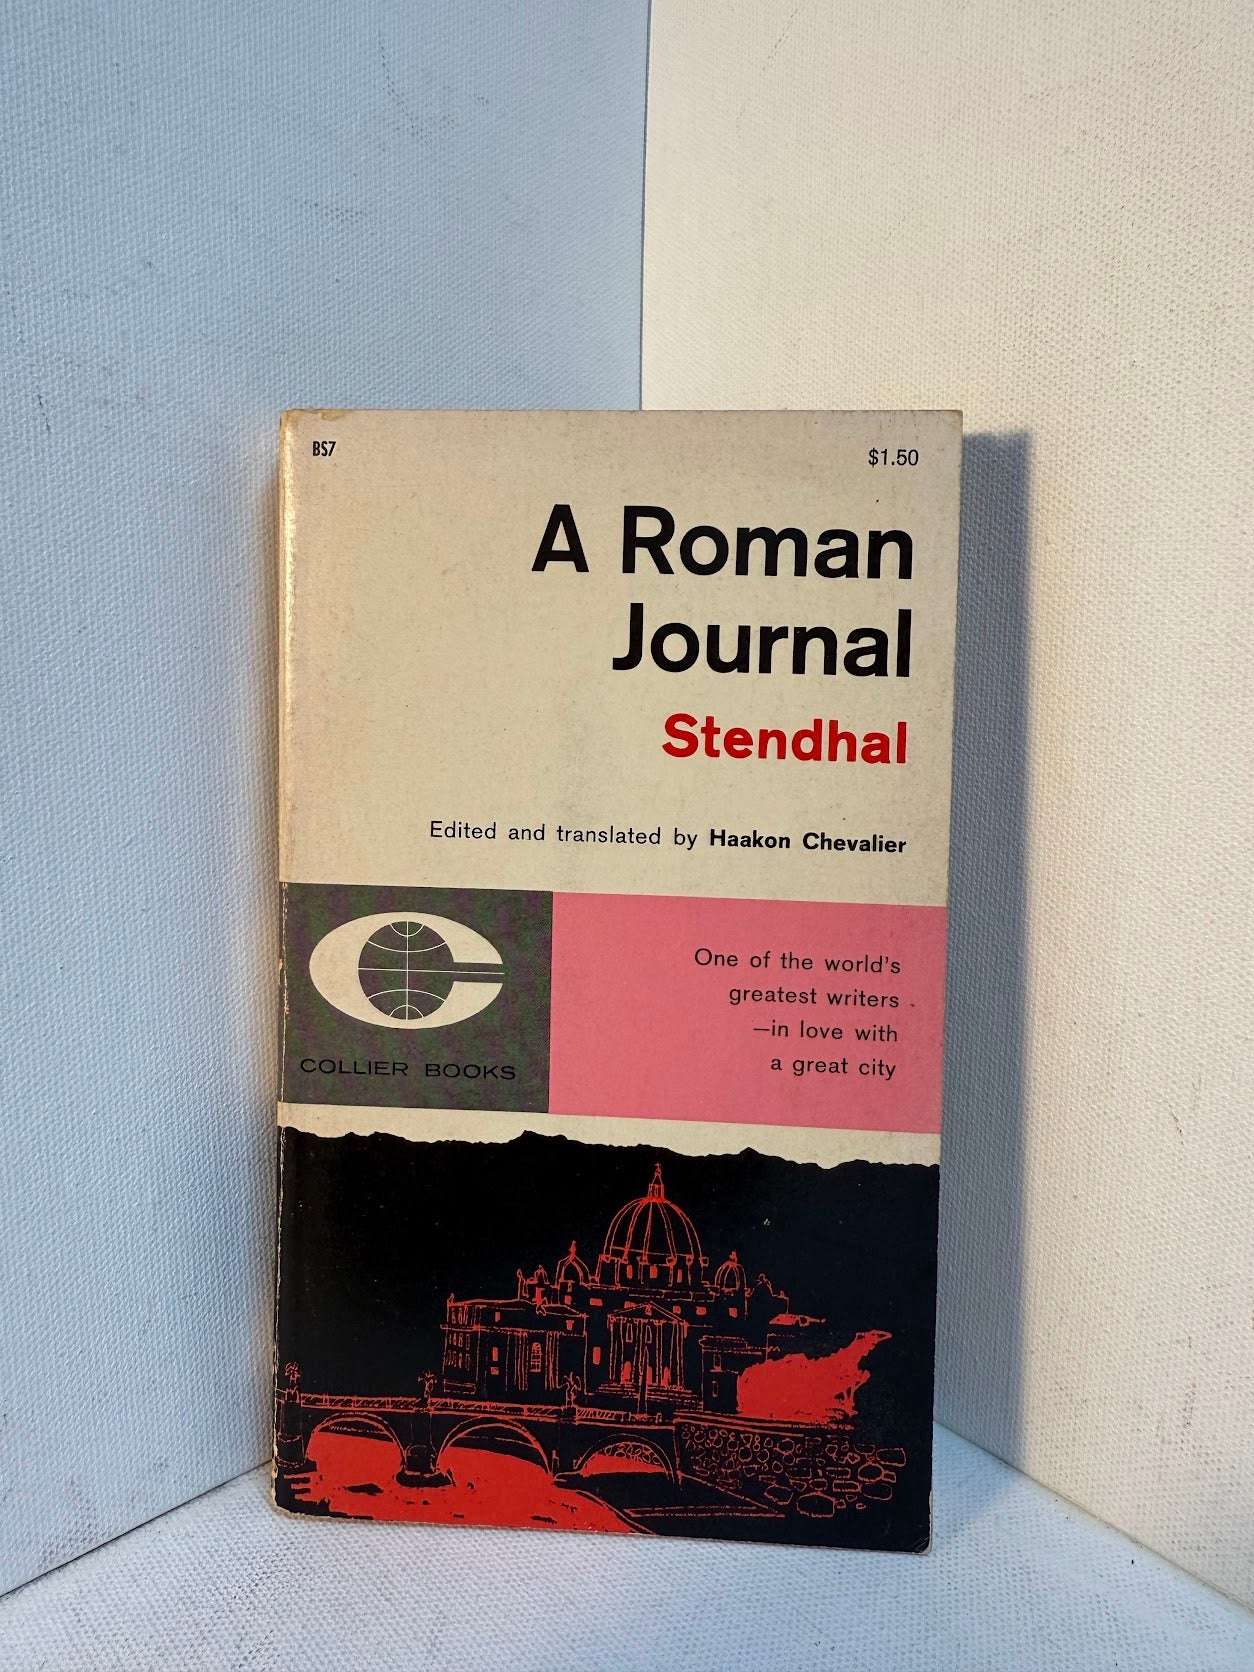 BS7
$1.50
A Roman
Journal
Stendhal
Edited and translated by Haakon Chevalier
One of the world's
greatest writers
—in love with
a great city
COLLIER BOOKS